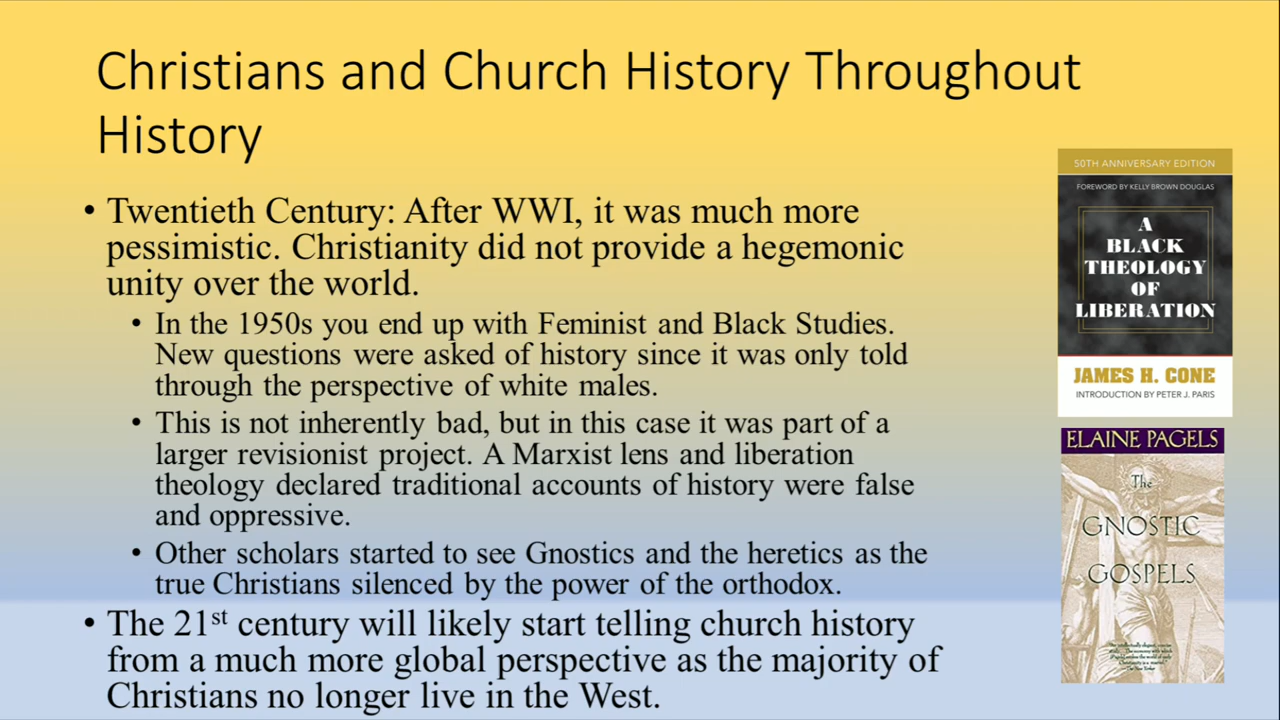 Christians and Church History Throughout
History
• Twentieth Century: After WWI, it was much more
pessimistic. Christianity did not provide a hegemonic
unity over the world.
• In the 1950s you end up with Feminist and Black Studies.
New questions were asked of history since it was only told
through the perspective of white males.
• This is not inherently bad, but in this case it was part of a
larger revisionist project. A Marxist lens and liberation
theology declared traditional accounts of history were false
and oppressive.
• Other scholars started to see Gnostics and the heretics as the
true Christians silenced by the power of the orthodox.
• The 21st century will likely start telling church history
from a much more global perspective as the majority of
Christians no longer live in the West.
50TH ANNIVERSARY EDITION
FOREWORD BY KELLY BROWN DOUGLAS
A
BLACK
THEOLOGY
OF
LIBERATION
JAMES H. CONE
INTRODUCTION BY PETER J. PARIS
ELAINE PAGELS
The
GNOSTIC
GOSPELS